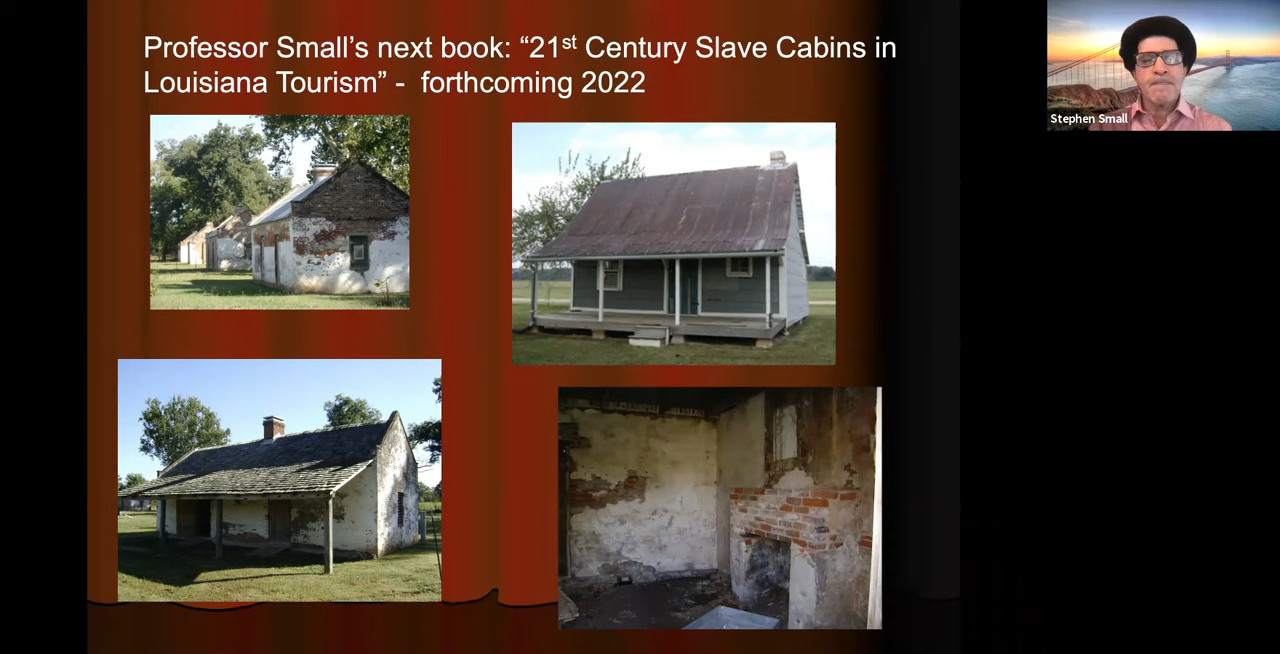 Professor Small’s next book: “21st Century Slave Cabins in
Louisiana Tourism” - forthcoming 2022
Stephen Small